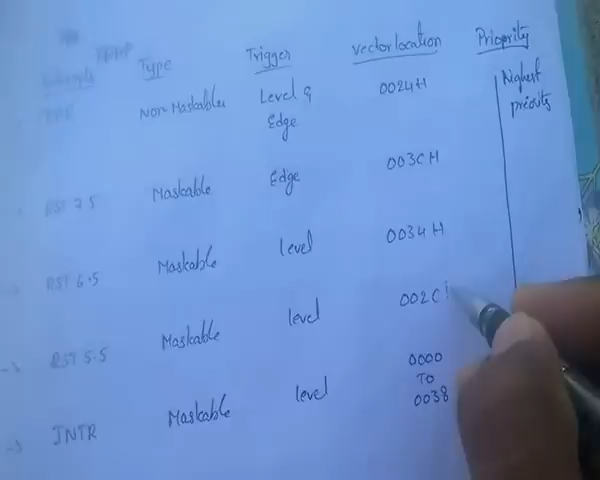 Type Trigger Vector location Prioprity
Non Maskable Level & Edge 0024H Highest priority
RST 7.5 Maskable Edge 003CH
RST 6.5 Maskable level 0034H
RST 5.5 Maskable level 002C
INTR Maskable level 0000 TO 0038